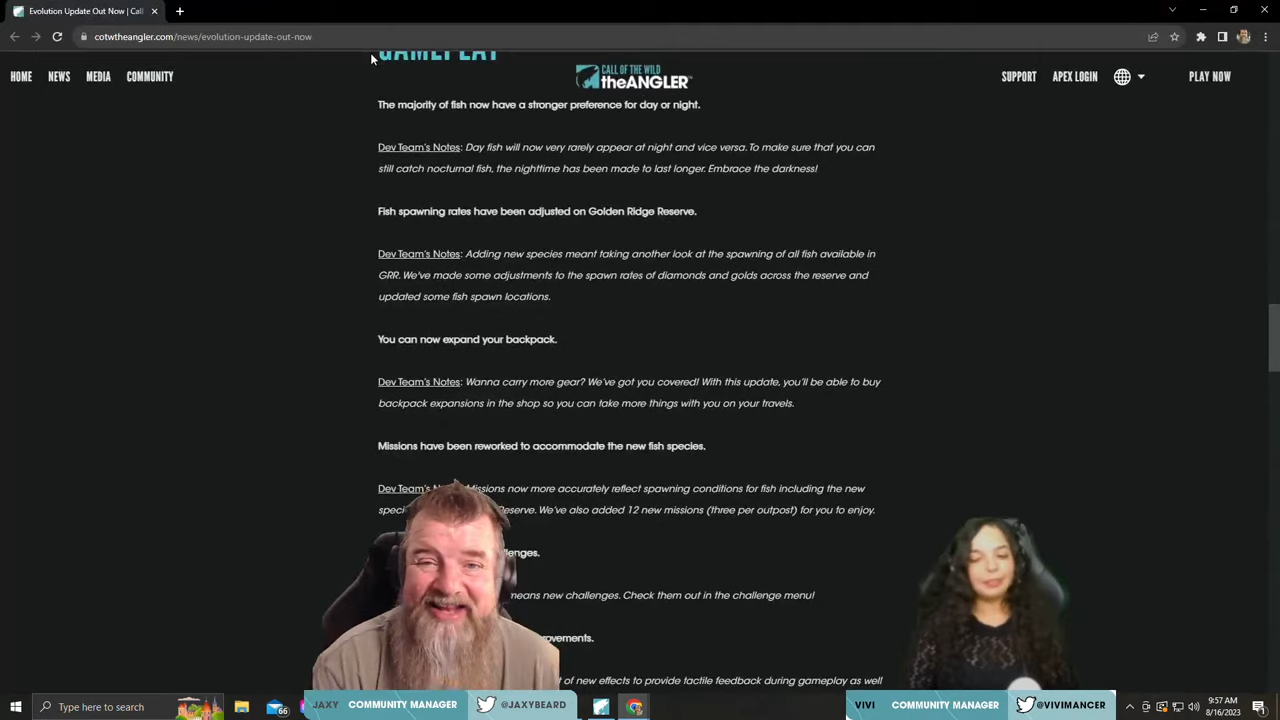 Evolution Update Out Now | Cal
cotwtheangler.com/news/evolution-update-out-now
GAMEPLAY
HOME NEWS MEDIA COMMUNITY CALL OF THE WILD theANGLER SUPPORT APEX LOGIN PLAY NOW
The majority of fish now have a stronger preference for day or night.
Dev Team's Notes: Day fish will now very rarely appear at night and vice versa. To make sure that you can
still catch nocturnal fish, the nighttime has been made to last longer. Embrace the darkness!
Fish spawning rates have been adjusted on Golden Ridge Reserve.
Dev Team's Notes: Adding new species meant taking another look at the spawning of all fish available in
GRR. We've made some adjustments to the spawn rates of diamonds and golds across the reserve and
updated some fish spawn locations.
You can now expand your backpack.
Dev Team's Notes: Wanna carry more gear? We've got you covered! With this update, you'll be able to buy
backpack expansions in the shop so you can take more things with you on your travels.
Missions have been reworked to accommodate the new fish species.
Dev Team's Missions now more accurately reflect spawning conditions for fish including the new
Reserve. We've also added 12 new missions (three per outpost) for you to enjoy.
means new challenges. Check them out in the challenge menu!
of new effects to provide tactile feedback during gameplay as well
Type here to search
66
9:57 AM
8/16/2023
JAXY COMMUNITY MANAGER @JAXYBEARD
VIVI COMMUNITY MANAGER @VIVIMANCER